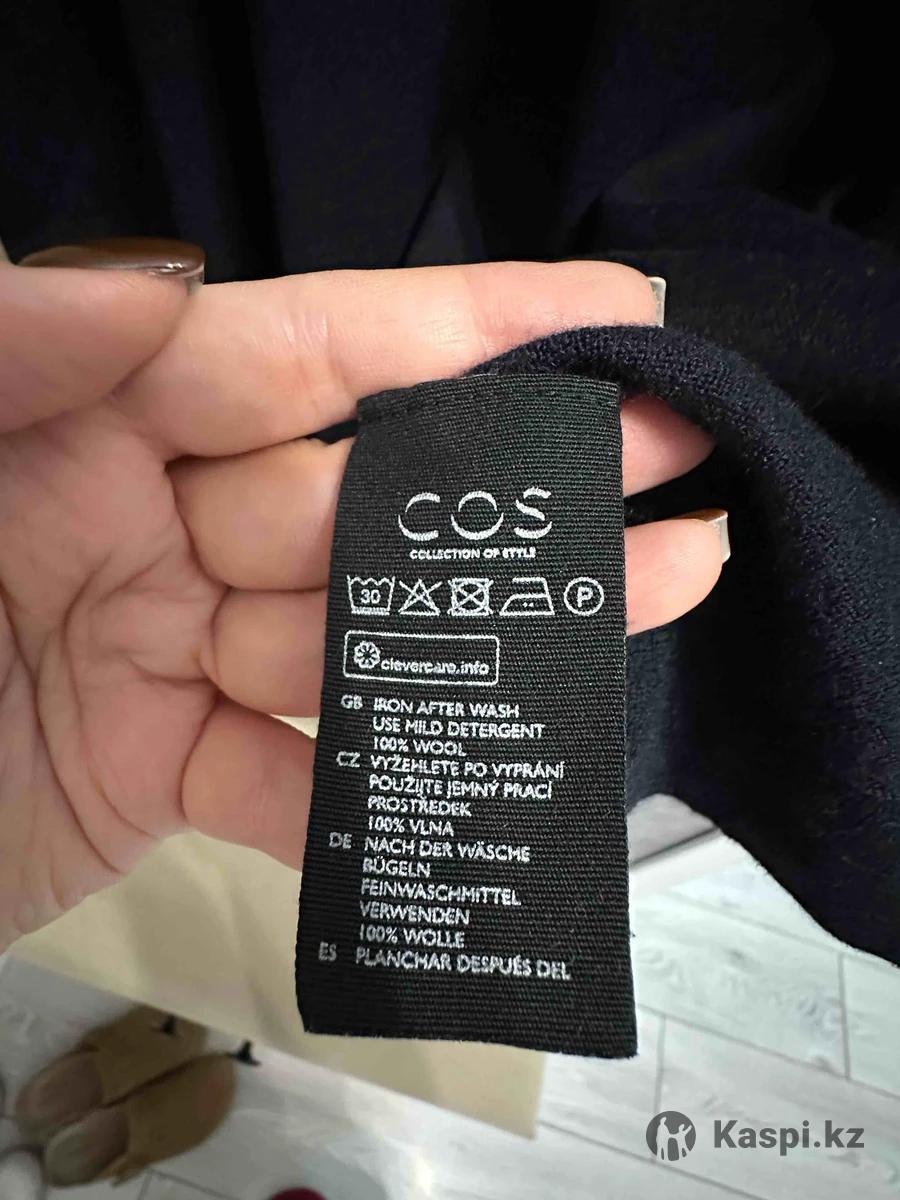 COS
COLLECTION OF STYLE
30
P
clevercare.info
GB IRON AFTER WASH
USE MILD DETERGENT
100% WOOL
CZ VYŽEHLETE PO VYPRÁNÍ
POUŽIJTE JEMNÝ PRACÍ
PROSTŘEDEK
100% VLNA
DE NACH DER WÄSCHE
BÜGELN
FEINWASCHMITTEL
VERWENDEN
100% WOLLE
ES PLANCHAR DESPUÉS DEL
Kaspi.kz